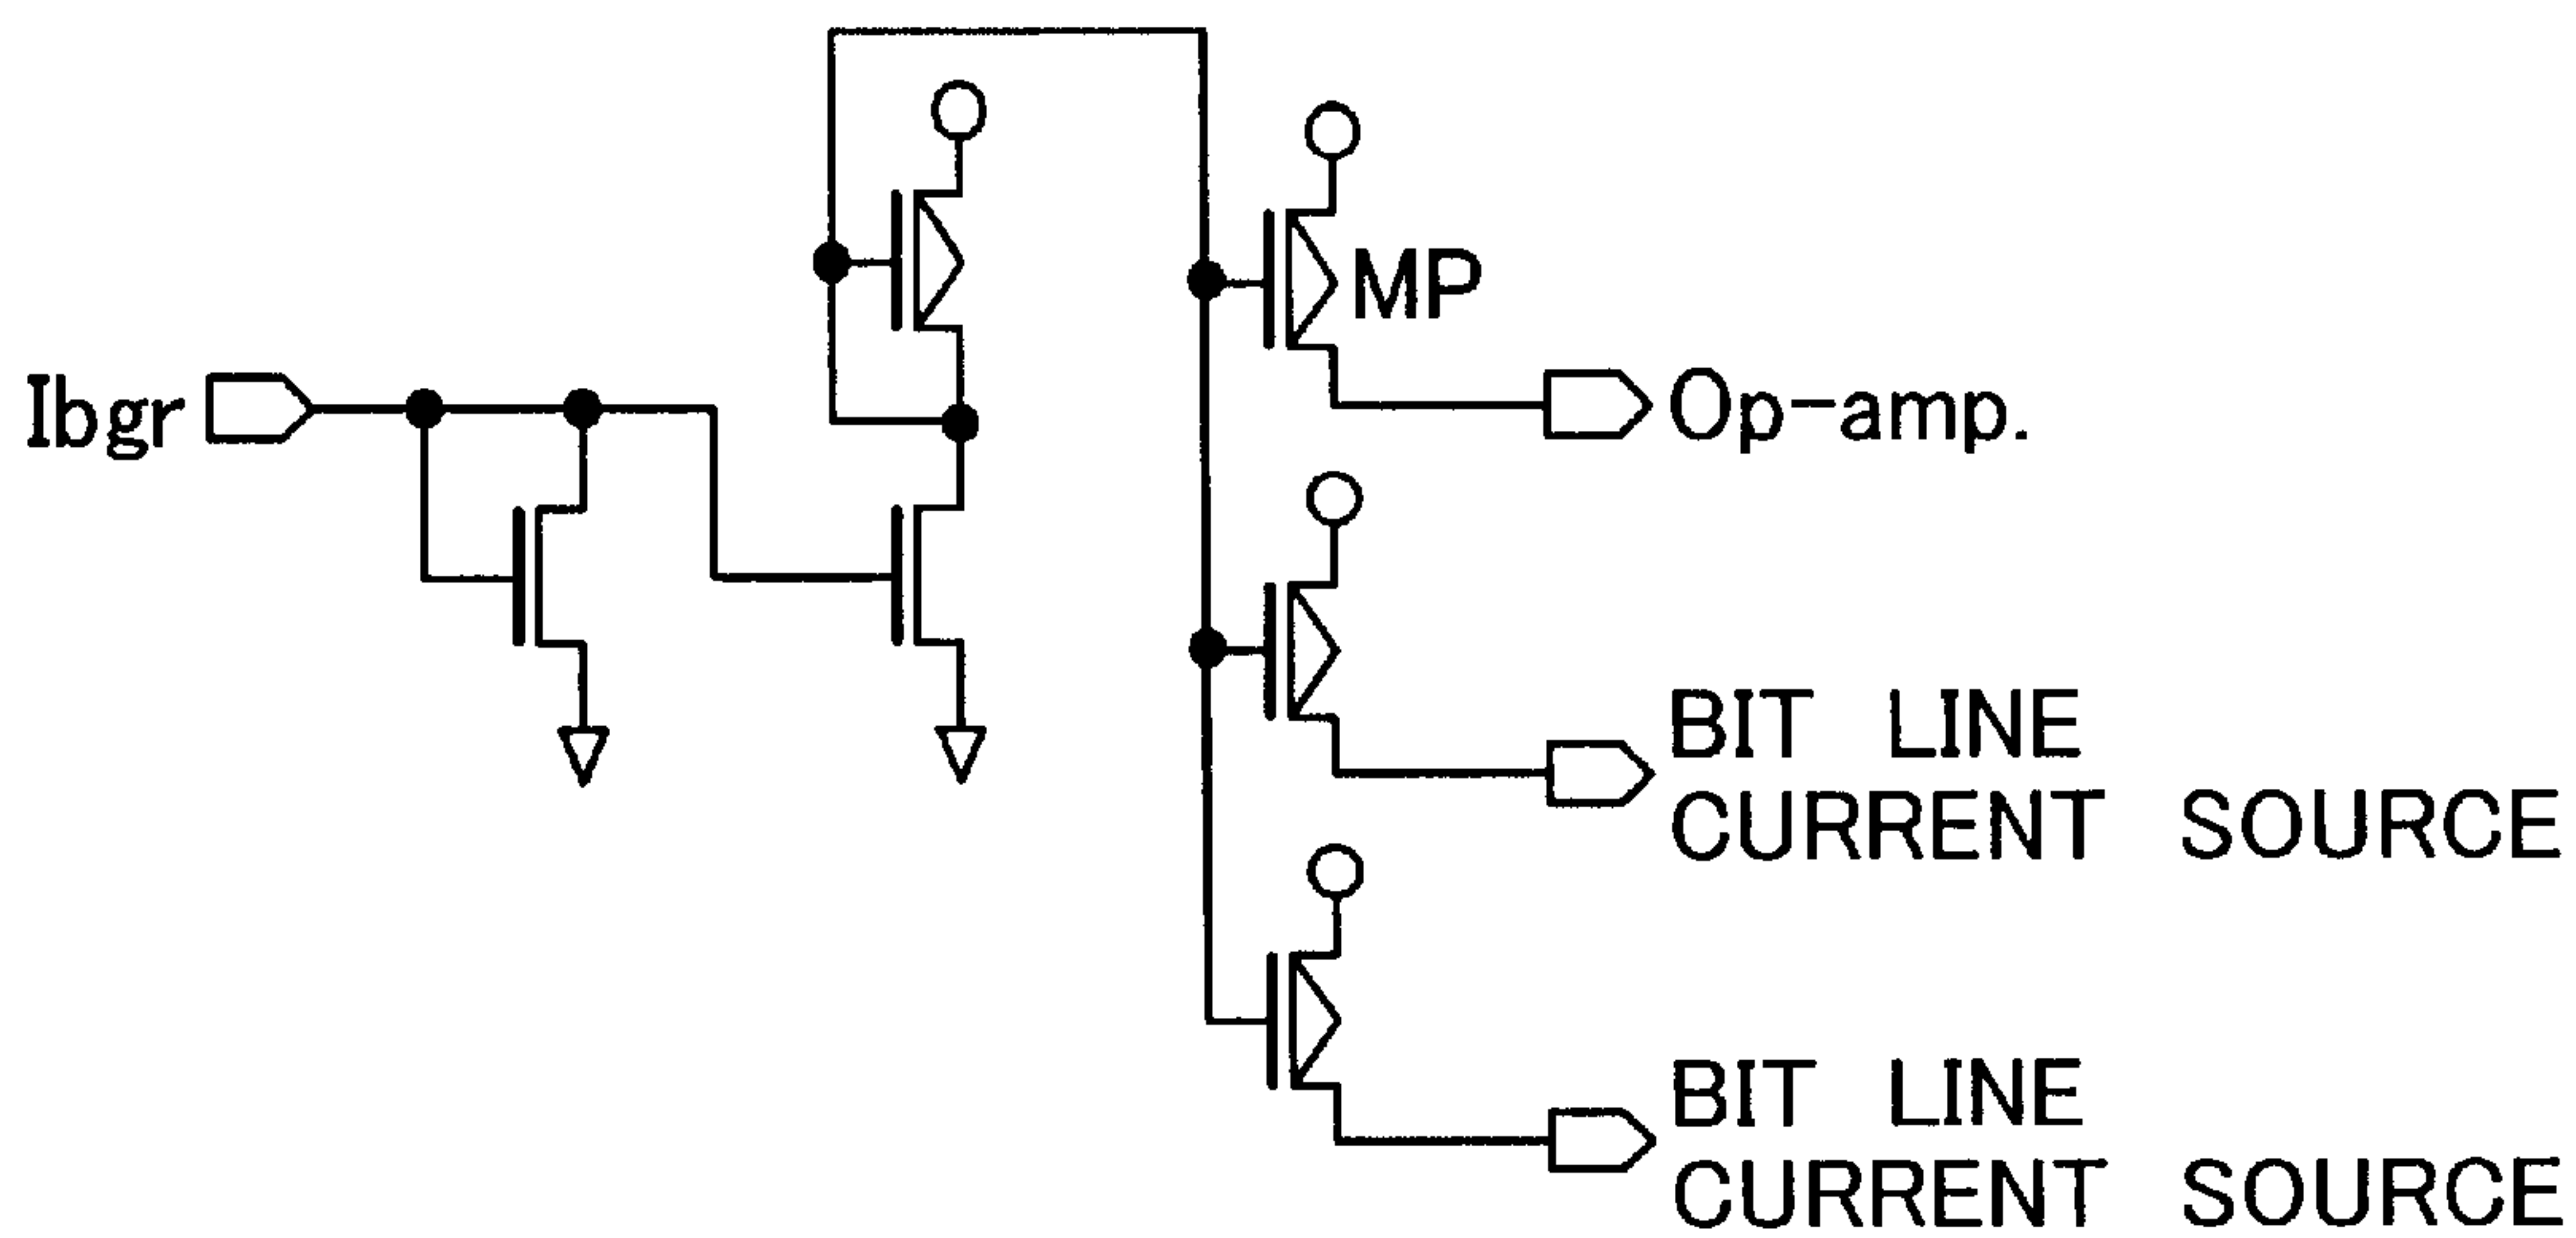 Ibgr
MP
Op-amp.
BIT LINE
CURRENT SOURCE
BIT LINE
CURRENT SOURCE